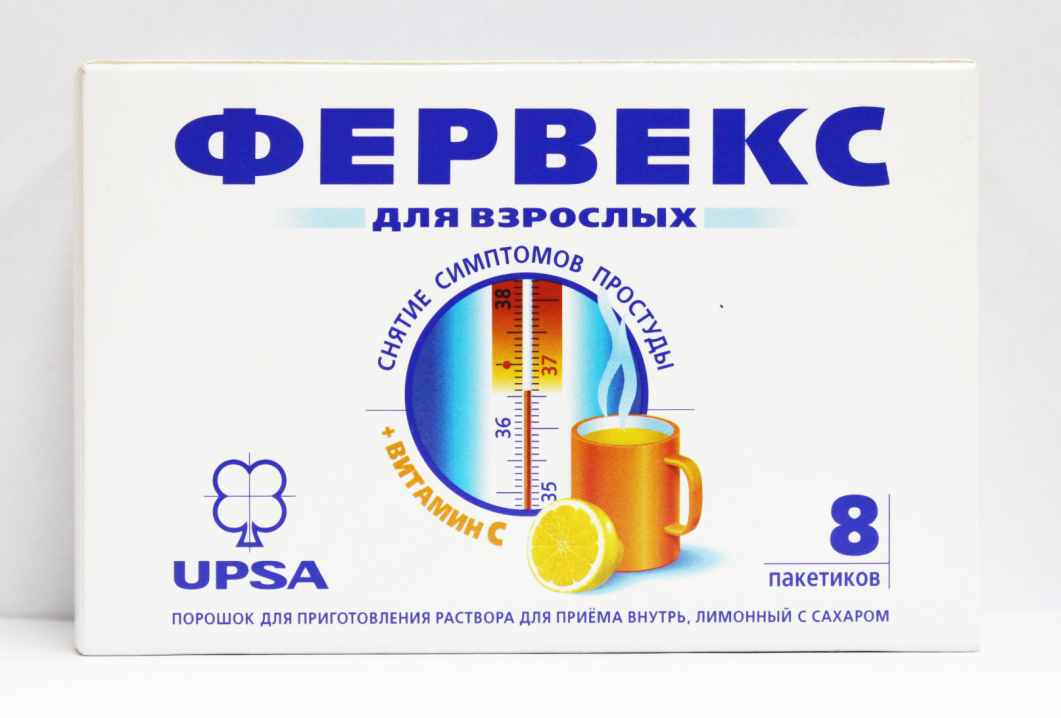 ФЕРВЕКС
ДЛЯ ВЗРОСЛЫХ
СНЯТИЕ СИМПТОМОВ ПРОСТУДЫ
38
37
36
35
+ ВИТАМИН С
UPSA
8
пакетиков
ПОРОШОК ДЛЯ ПРИГОТОВЛЕНИЯ РАСТВОРА ДЛЯ ПРИЁМА ВНУТРЬ, ЛИМОННЫЙ С САХАРОМ